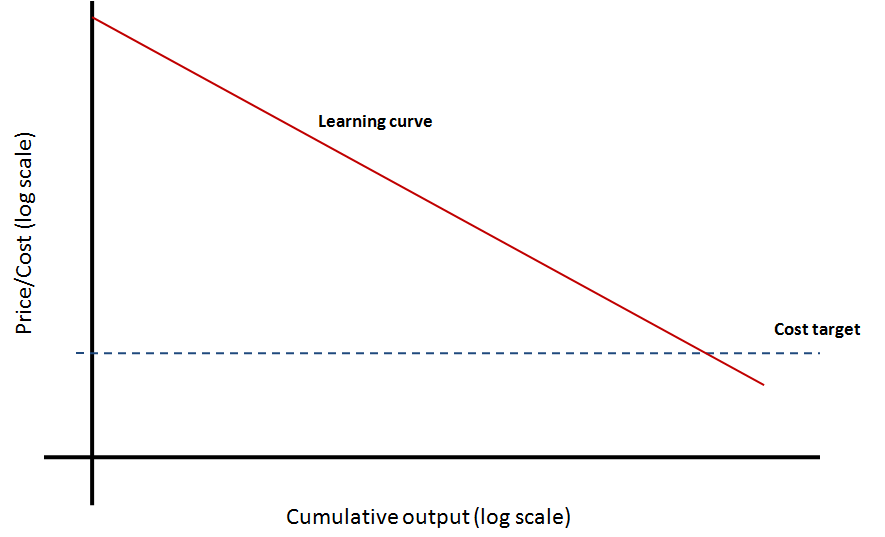 Learning curve
Price/Cost (log scale)
Cost target
Cumulative output (log scale)